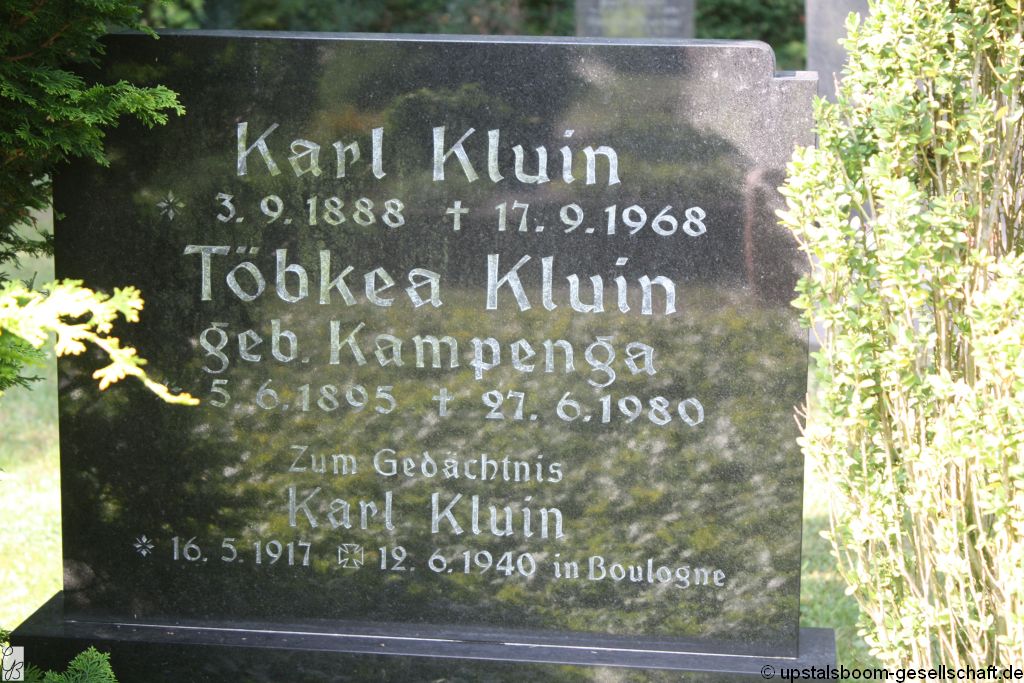 Karl Kluin
* 3. 9. 1888 † 17. 9. 1968
Töbkea Kluin
geb. Kampenga
5. 6. 1895 † 27. 6. 1980
Zum Gedächtnis
Karl Kluin
* 16. 5. 1917 ✠ 12. 6. 1940 in Boulogne
© upstalsboom-gesellschaft.de